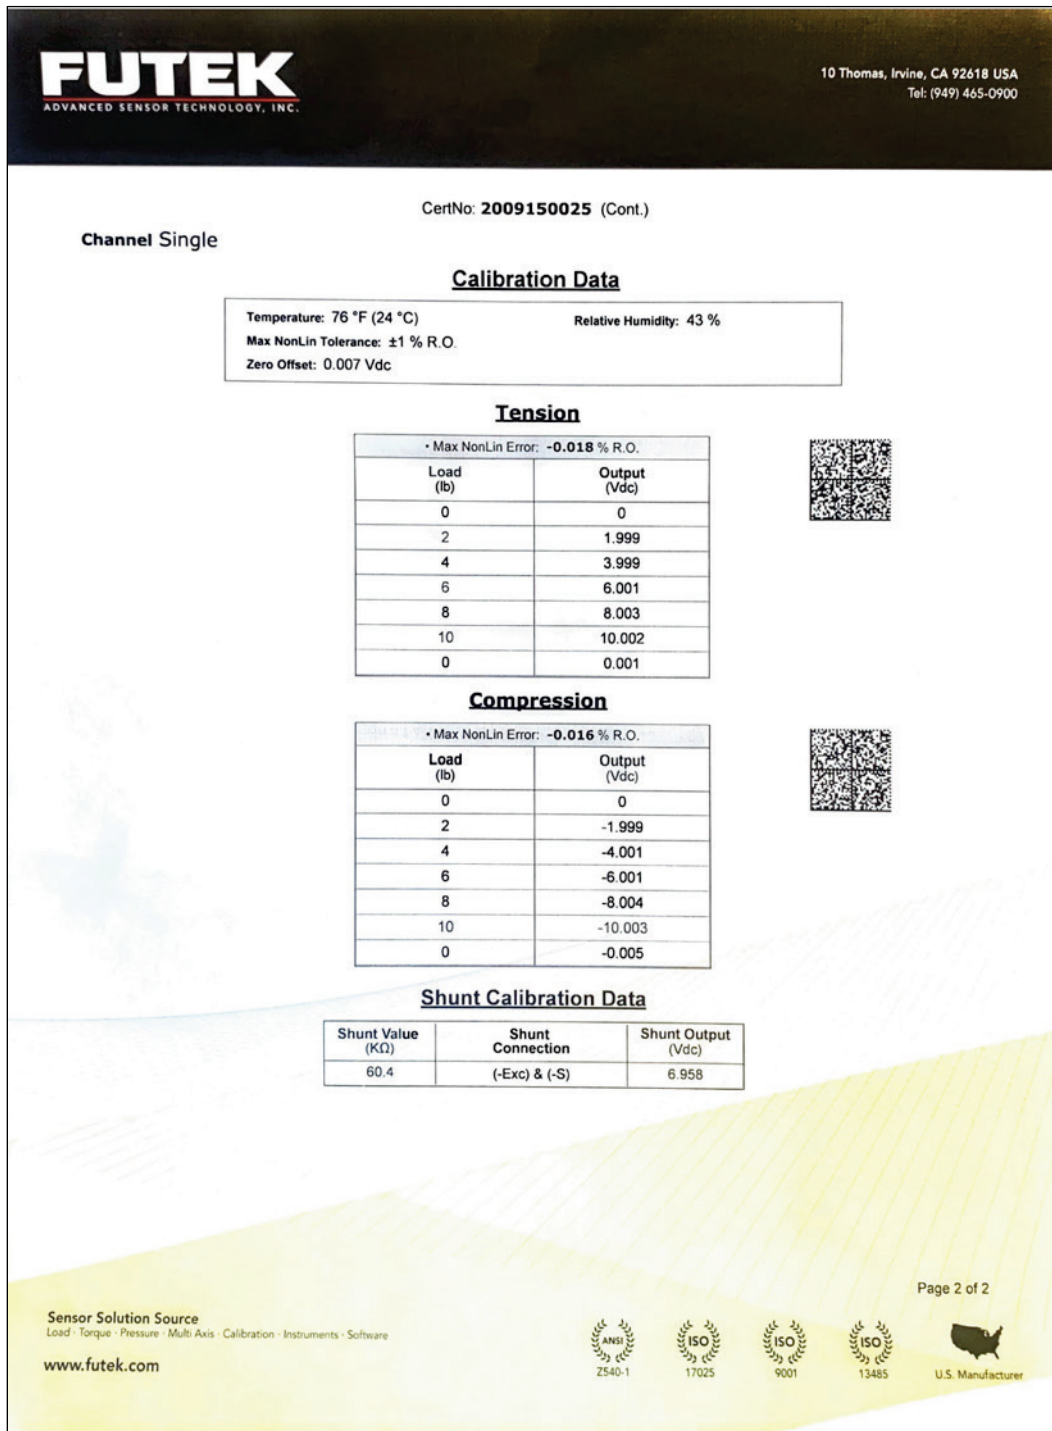 FUTEK
ADVANCED SENSOR TECHNOLOGY, INC.
10 Thomas, Irvine, CA 92618 USA
Tel: (949) 465-0900
CertNo: 2009150025 (Cont.)
Channel Single
Calibration Data
Temperature: 76 °F (24 °C) Relative Humidity: 43 %
Max NonLin Tolerance: ±1 % R.O.
Zero Offset: 0.007 Vdc
Tension
• Max NonLin Error: -0.018 % R.O.
Load Output
(lb) (Vdc)
0 0
2 1.999
4 3.999
6 6.001
8 8.003
10 10.002
0 0.001
Compression
• Max NonLin Error: -0.016 % R.O.
Load Output
(lb) (Vdc)
0 0
2 -1.999
4 -4.001
6 -6.001
8 -8.004
10 -10.003
0 -0.005
Shunt Calibration Data
Shunt Value Shunt Shunt Output
(KΩ) Connection (Vdc)
60.4 (-Exc) & (-S) 6.958
Page 2 of 2
Sensor Solution Source
Load · Torque · Pressure · Multi Axis · Calibration · Instruments · Software
www.futek.com
ANSI ISO ISO ISO
Z540-1 17025 9001 13485 U.S. Manufacturer